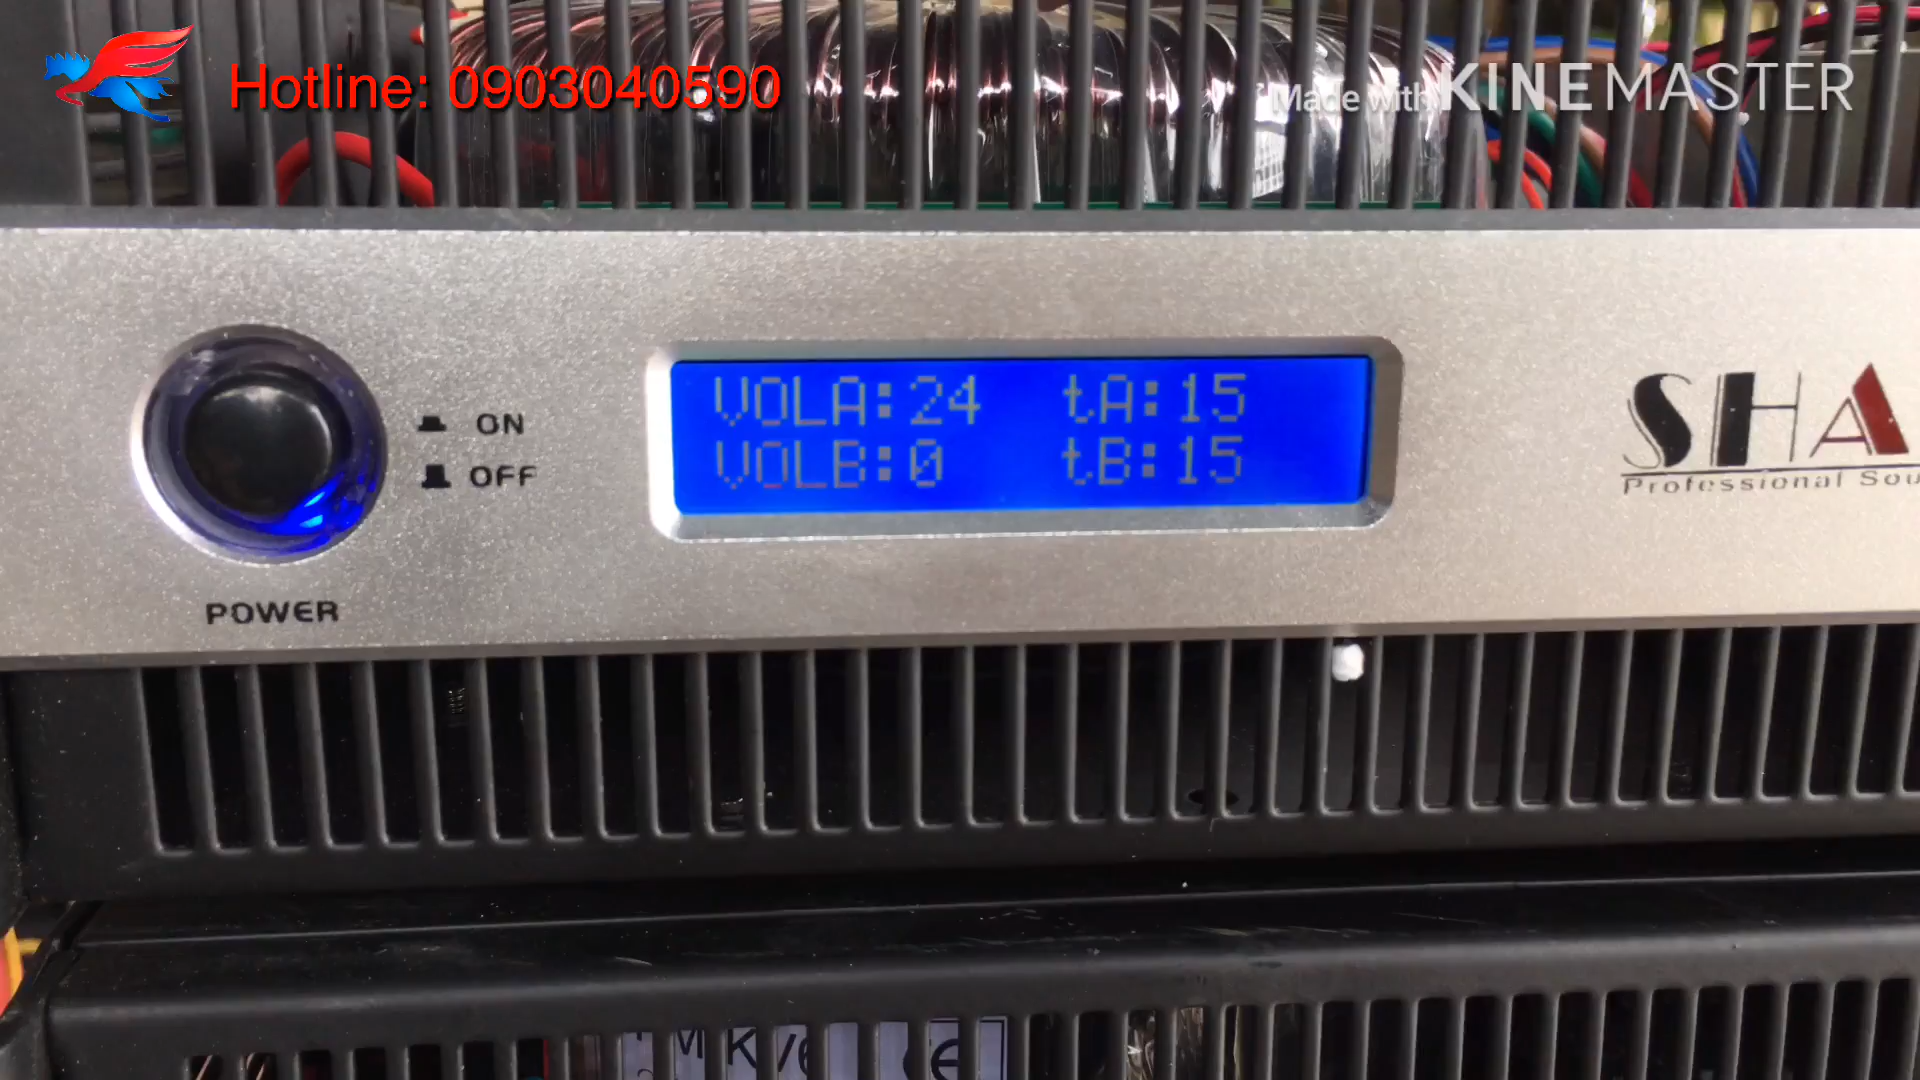 Hotline: 0903040590
Made with KINEMASTER
VOLA:24 tA:15
VOLB:0 tB:15
ON
OFF
POWER
SHA
Professional Sou
CE